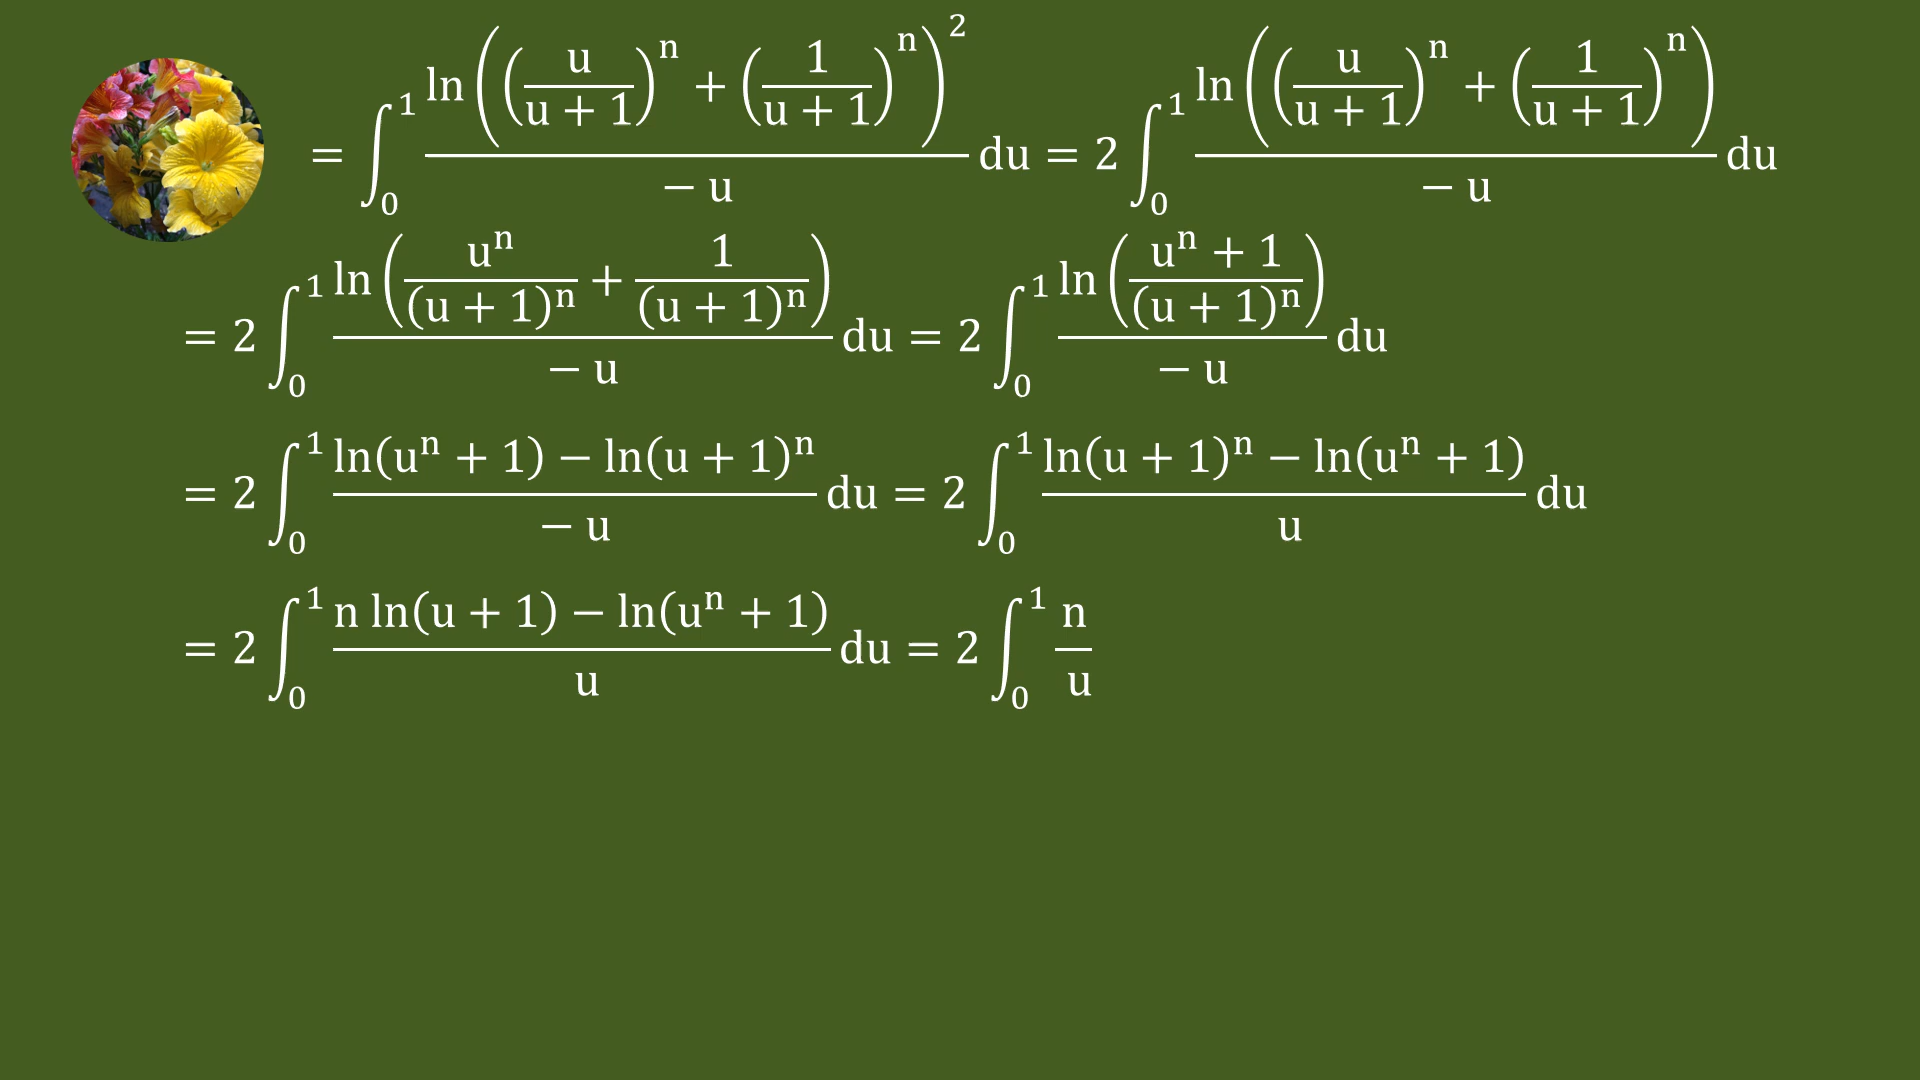 = ∫₀¹ ln(((u/(u + 1))ⁿ + (1/(u + 1))ⁿ))²/(− u) du = 2 ∫₀¹ ln((u/(u + 1))ⁿ + (1/(u + 1))ⁿ)/(− u) du
= 2 ∫₀¹ ln(uⁿ/(u + 1)ⁿ + 1/(u + 1)ⁿ)/(− u) du = 2 ∫₀¹ ln((uⁿ + 1)/(u + 1)ⁿ)/(− u) du
= 2 ∫₀¹ (ln(uⁿ + 1) − ln(u + 1)ⁿ)/(− u) du = 2 ∫₀¹ (ln(u + 1)ⁿ − ln(uⁿ + 1))/u du
= 2 ∫₀¹ (n ln(u + 1) − ln(uⁿ + 1))/u du = 2 ∫₀¹ n/u